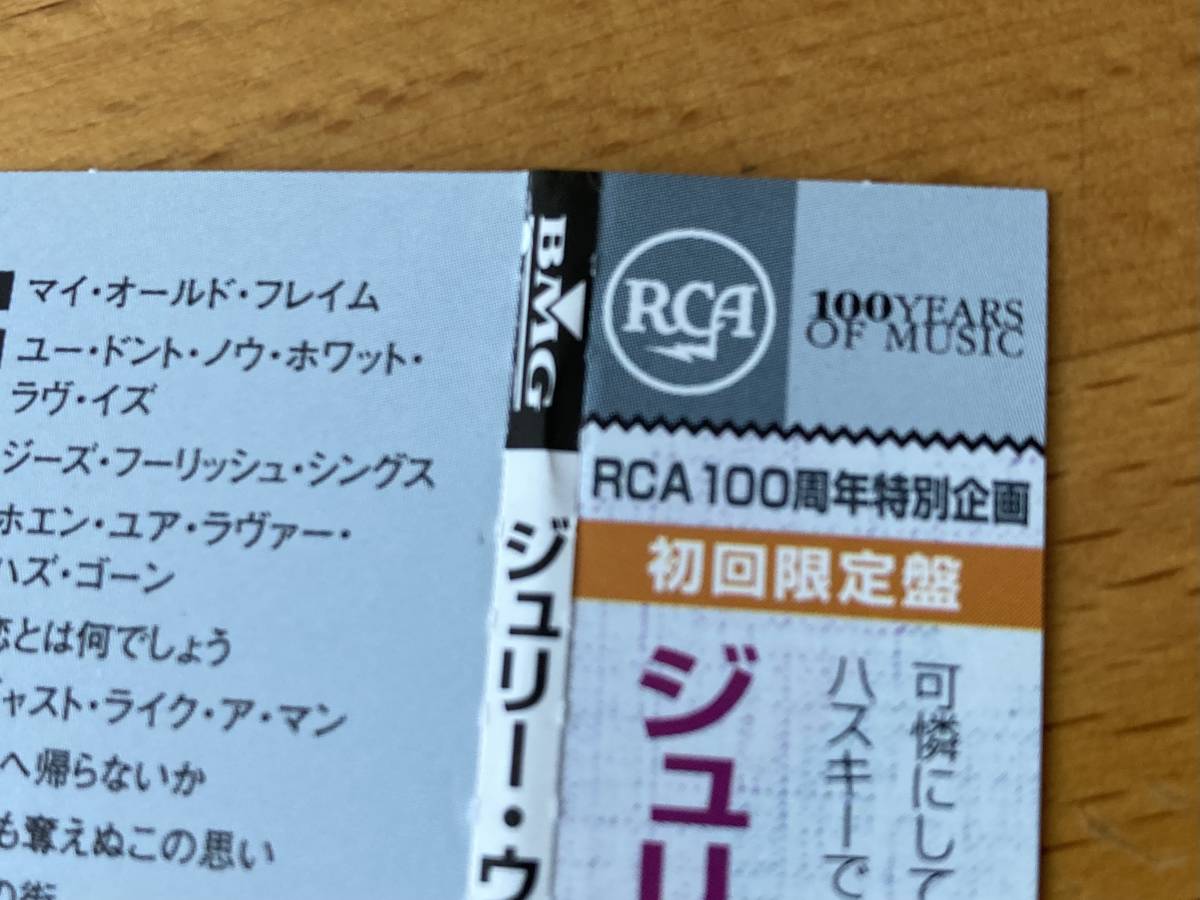 マイ・オールド・フレイム
ユー・ドント・ノウ・ホワット・
ラヴ・イズ
ジーズ・フーリッシュ・シングス
ホエン・ユア・ラヴァー・
ハズ・ゴーン
恋とは何でしょう
ジャスト・ライク・ア・マン
へ帰らないか
も奪えぬこの思い
の街
BMG
ジュリー・ウ
RCA
100 YEARS
OF MUSIC
RCA 100周年特別企画
初回限定盤
可憐にして
ハスキーで
ジュリ